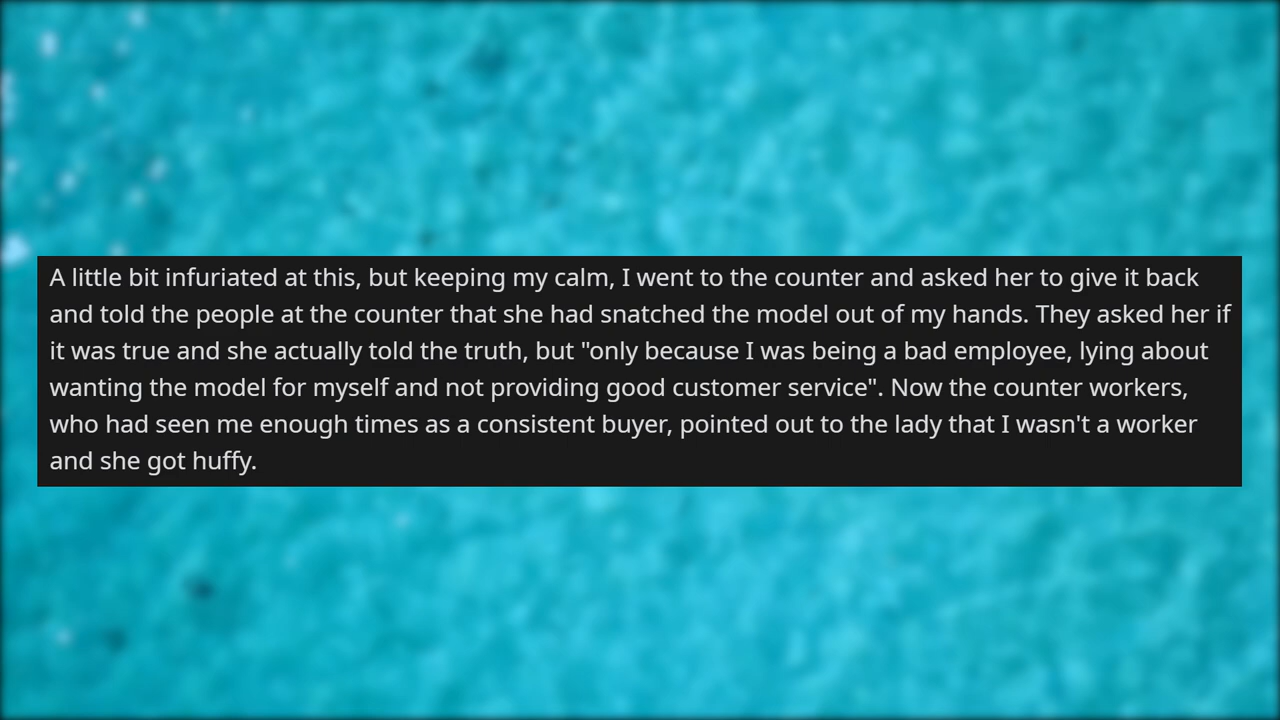 A little bit infuriated at this, but keeping my calm, I went to the counter and asked her to give it back
and told the people at the counter that she had snatched the model out of my hands. They asked her if
it was true and she actually told the truth, but "only because I was being a bad employee, lying about
wanting the model for myself and not providing good customer service". Now the counter workers,
who had seen me enough times as a consistent buyer, pointed out to the lady that I wasn't a worker
and she got huffy.